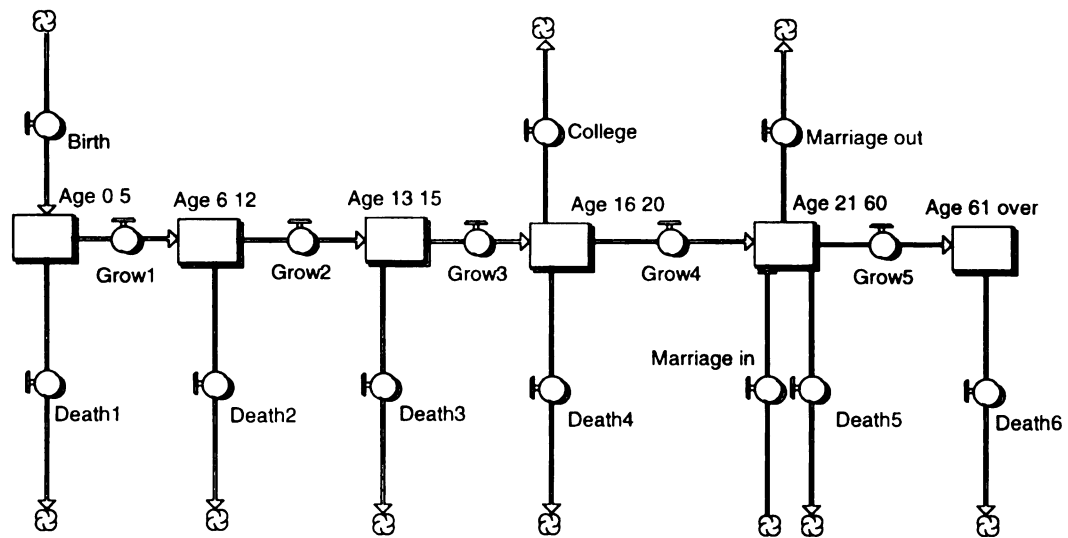 Birth
College
Marriage out
Age 0 5
Age 6 12
Age 13 15
Age 16 20
Age 21 60
Age 61 over
Grow1
Grow2
Grow3
Grow4
Grow5
Marriage in
Death1
Death2
Death3
Death4
Death5
Death6